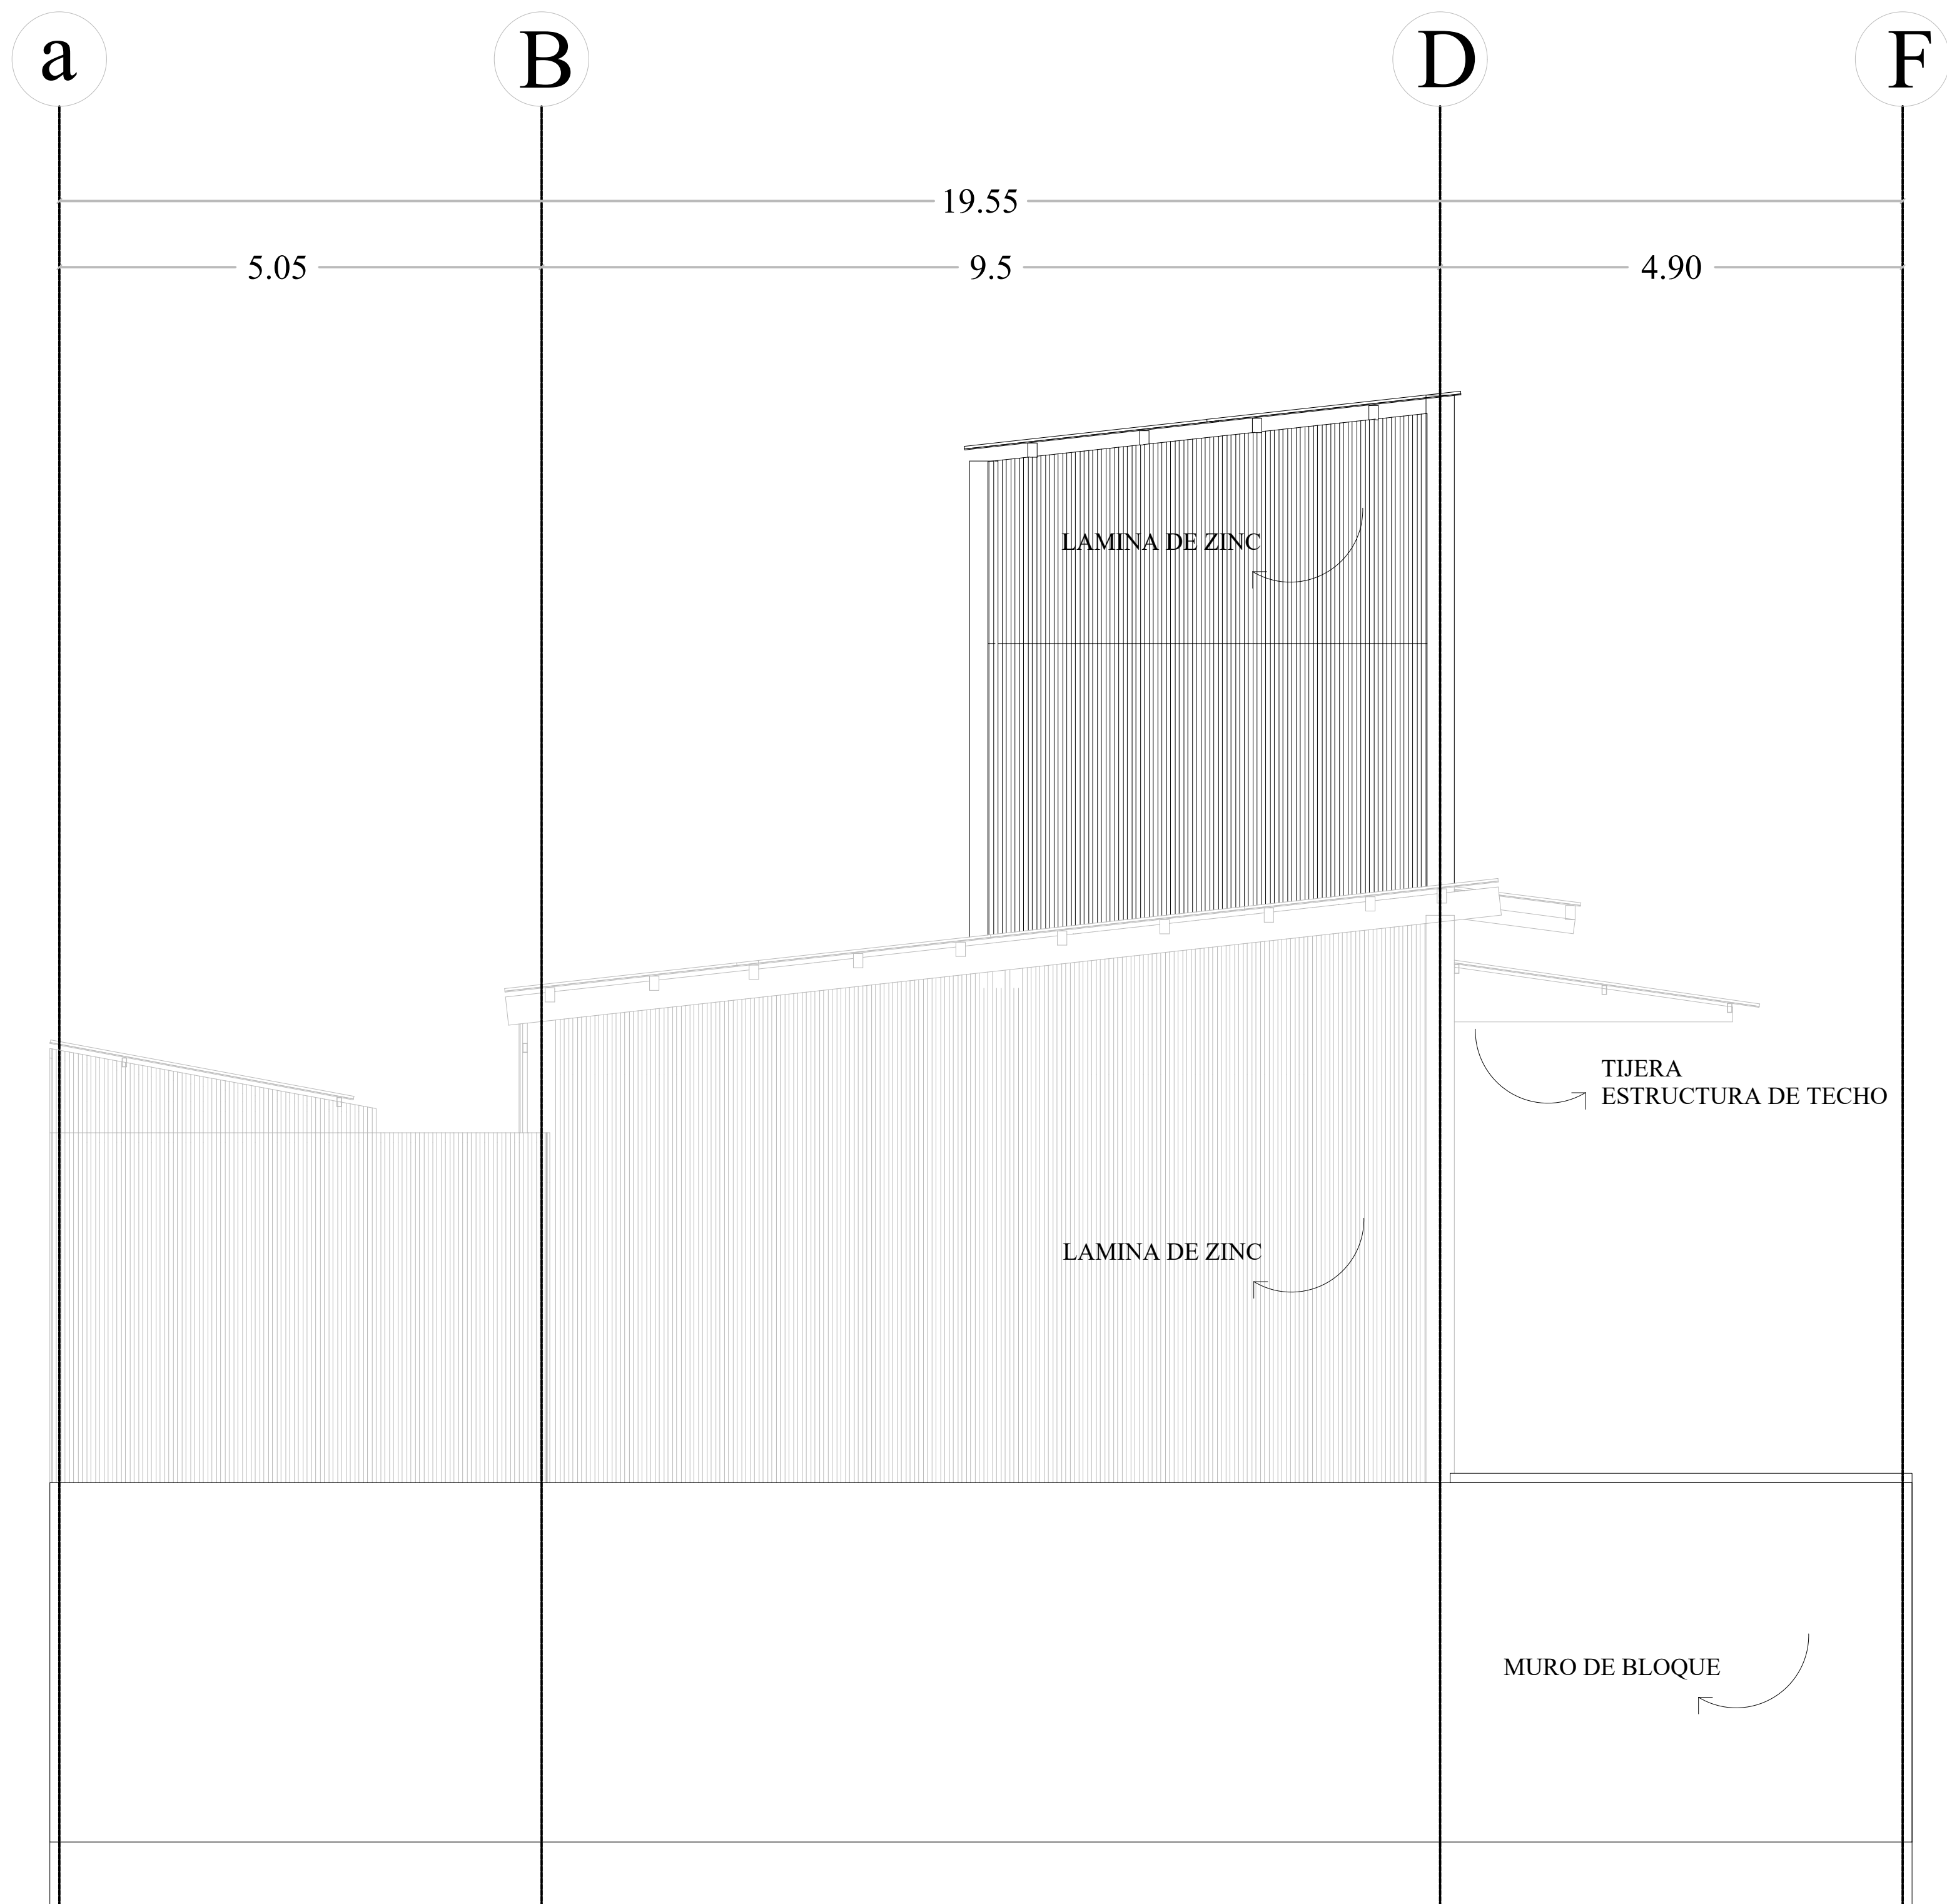 a B D F
19.55
5.05 9.5 4.90
LAMINA DE ZINC
TIJERA
ESTRUCTURA DE TECHO
LAMINA DE ZINC
MURO DE BLOQUE